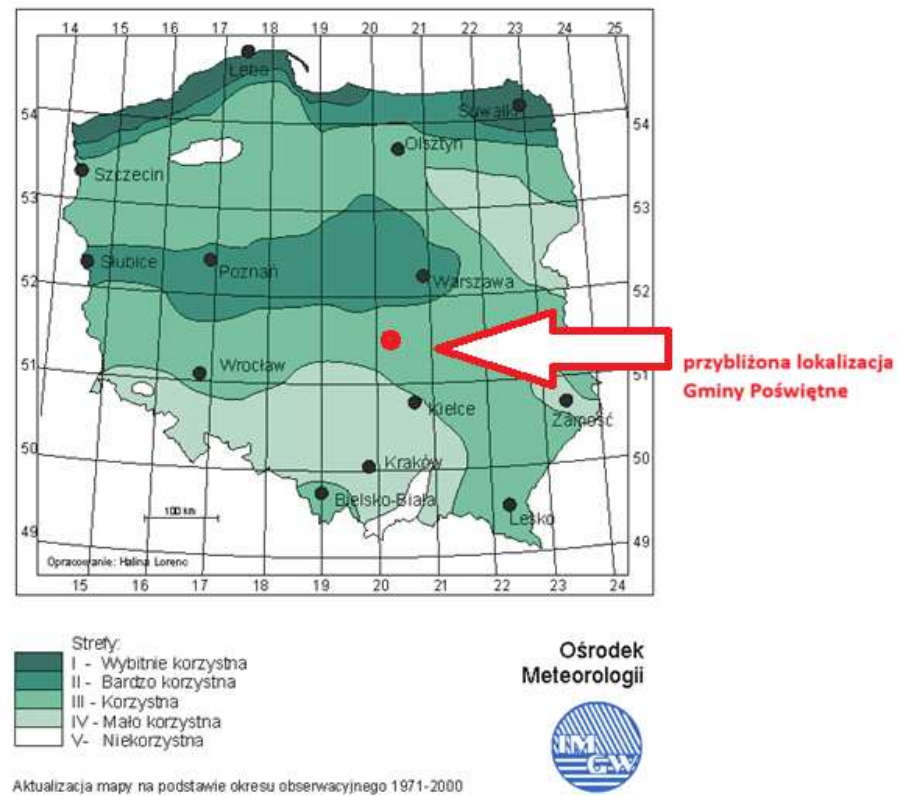 14 15 16 17 18 19 20 21 22 23 24 25
Łeba
Suwałki
54
54
Olsztyn
Szczecin
53
53
Słubice
Poznań
Warszawa
52
52
51
Wrocław
51
przybliżona lokalizacja
Gminy Poświętne
Kielce
Zamość
50
50
Kraków
Bielsko-Biała
Lesko
100 km
49
49
Opracowanie: Halina Lorenc
15 16 17 18 19 20 21 22 23 24
Strefy:
I - Wybitnie korzystna
II - Bardzo korzystna
III - Korzystna
IV - Mało korzystna
V- Niekorzystna
Ośrodek
Meteorologii
IM
GW
Aktualizacja mapy na podstawie okresu obserwacyjnego 1971-2000